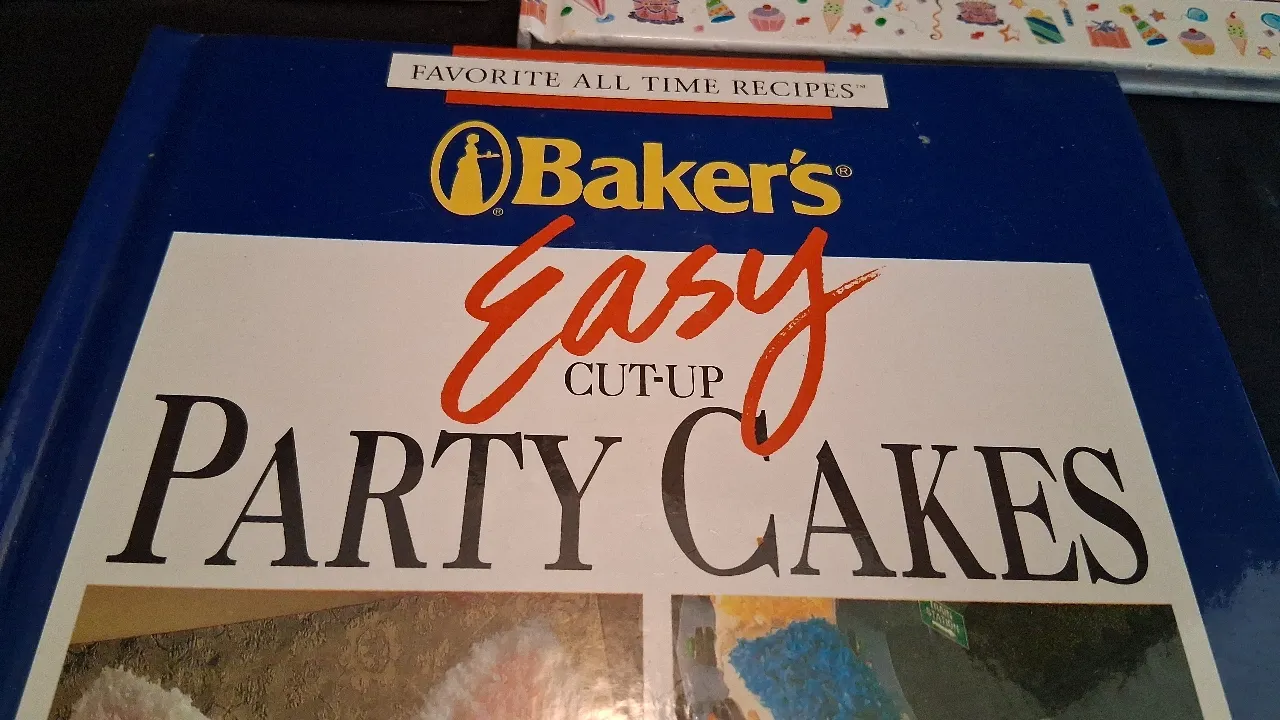 FAVORITE ALL TIME RECIPES™
BAKER'S®
®
Easy
CUT-UP
PARTY CAKES